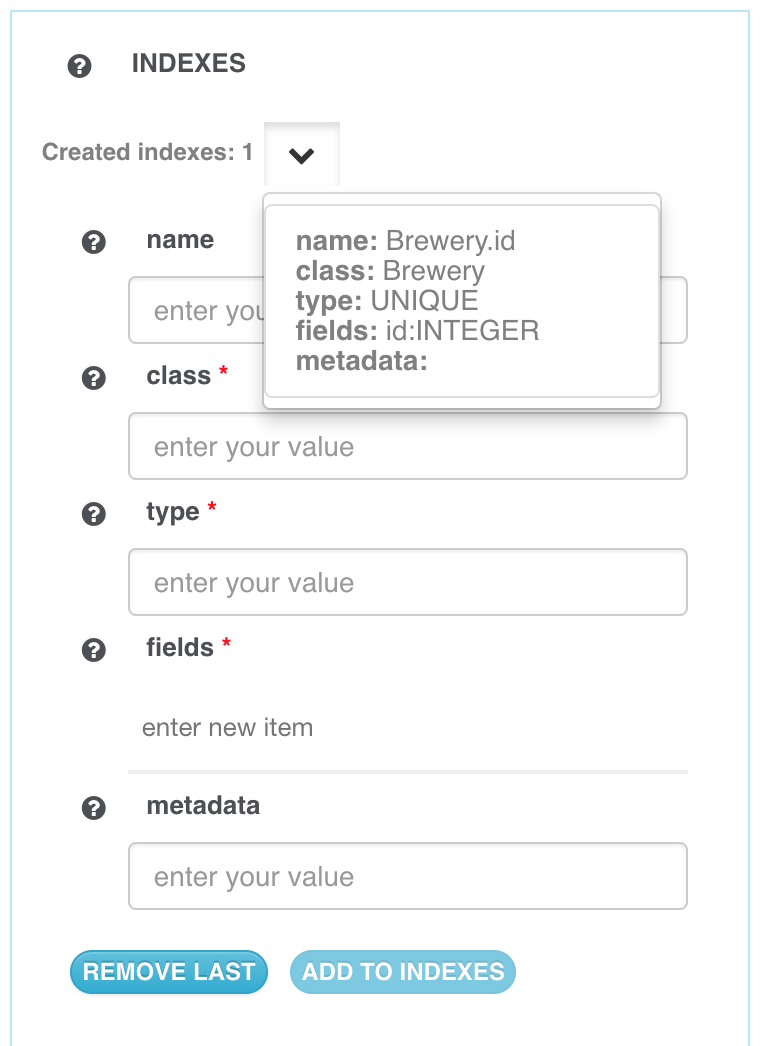 INDEXES
Created indexes: 1
name
name: Brewery.id
class: Brewery
type: UNIQUE
fields: id:INTEGER
metadata:
enter you
class *
enter your value
type *
enter your value
fields *
enter new item
metadata
enter your value
REMOVE LAST
ADD TO INDEXES